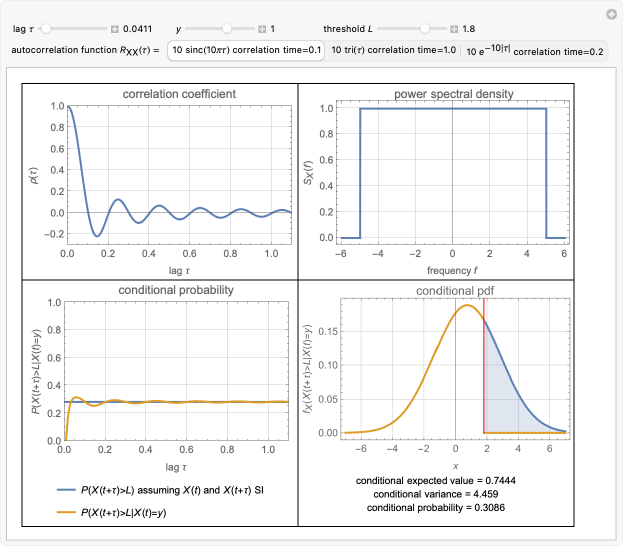 lag τ 0.0411 y 1 threshold L 1.8
autocorrelation function RXX(τ) = 10 sinc(10πτ) correlation time=0.1 10 tri(τ) correlation time=1.0 10 e^−10|τ| correlation time=0.2
correlation coefficient
ρ(τ)
1.0
0.8
0.6
0.4
0.2
0.0
−0.2
0.0 0.2 0.4 0.6 0.8 1.0
lag τ
power spectral density
SX(f)
1.0
0.8
0.6
0.4
0.2
0.0
−6 −4 −2 0 2 4 6
frequency f
conditional probability
P(X(t+τ)>L|X(t)=y)
1.0
0.8
0.6
0.4
0.2
0.0
0.0 0.2 0.4 0.6 0.8 1.0
lag τ
P(X(t+τ)>L) assuming X(t) and X(t+τ) SI
P(X(t+τ)>L|X(t)=y)
conditional pdf
fX(X(t+τ)>L|X(t)=y)
0.15
0.10
0.05
0.00
−6 −4 −2 0 2 4 6
x
conditional expected value = 0.7444
conditional variance = 4.459
conditional probability = 0.3086